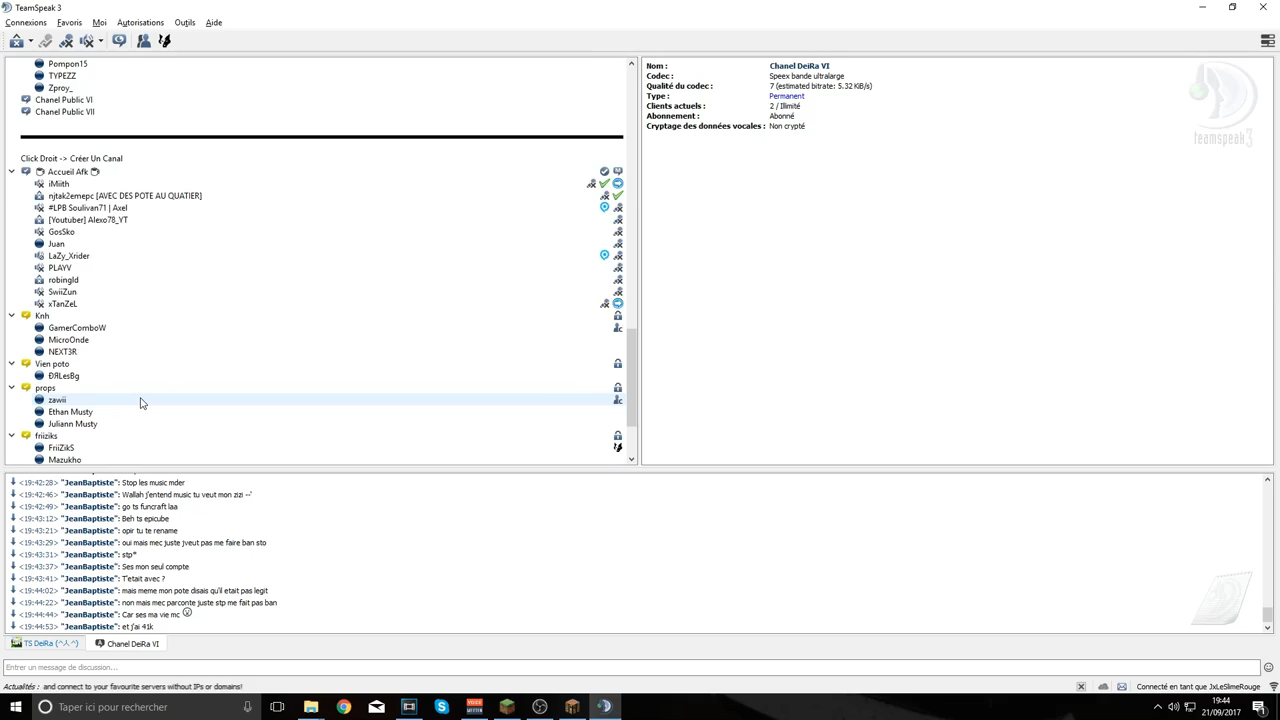 TeamSpeak 3
Connexions Favoris Moi Autorisations Outils Aide
Pompon15
TYPEZZ
Zproy_
Chanel Public VI
Chanel Public VII
Click Droit -> Créer Un Canal
Accueil Afk
iMiith
njtak2emepc [AVEC DES POTE AU QUATIER]
#LPB Soulivan71 | Axel
[Youtuber] Alexo78_YT
GosSko
Juan
LaZy_Xrider
PLAYV
robingld
SwiiZun
xTanZeL
Knh
GamerComboW
MicroOnde
NEXT3R
Vien poto
ĐЯLesBg
props
zawii
Ethan Musty
Juliann Musty
friiziks
FriiZikS
Mazukho
Nom : Chanel DeiRa VI
Codec : Speex bande ultralarge
Qualité du codec : 7 (estimated bitrate: 5.32 KiB/s)
Type : Permanent
Clients actuels : 2 / Illimité
Abonnement : Abonné
Cryptage des données vocales : Non crypté
teamspeak3
<19:42:28> "JeanBaptiste": Stop les music mder
<19:42:46> "JeanBaptiste": Wallah j'entend music tu veut mon zizi --'
<19:42:49> "JeanBaptiste": go ts funcraft laa
<19:43:12> "JeanBaptiste": Beh ts epicube
<19:43:21> "JeanBaptiste": opir tu te rename
<19:43:29> "JeanBaptiste": oui mais mec juste jveut pas me faire ban sto
<19:43:31> "JeanBaptiste": stp*
<19:43:37> "JeanBaptiste": Ses mon seul compte
<19:43:41> "JeanBaptiste": T'etait avec ?
<19:44:02> "JeanBaptiste": mais meme mon pote disais qu'il etait pas legit
<19:44:22> "JeanBaptiste": non mais mec parconte juste stp me fait pas ban
<19:44:44> "JeanBaptiste": Car ses ma vie mc
<19:44:53> "JeanBaptiste": et j'ai 41k
TS DeiRa {^人^} Chanel DeiRa VI
Entrer un message de discussion...
Actualités : and connect to your favourite servers without IPs or domains! Connecté en tant que JxLeSlimeRouge
Taper ici pour rechercher
19:44
21/09/2017